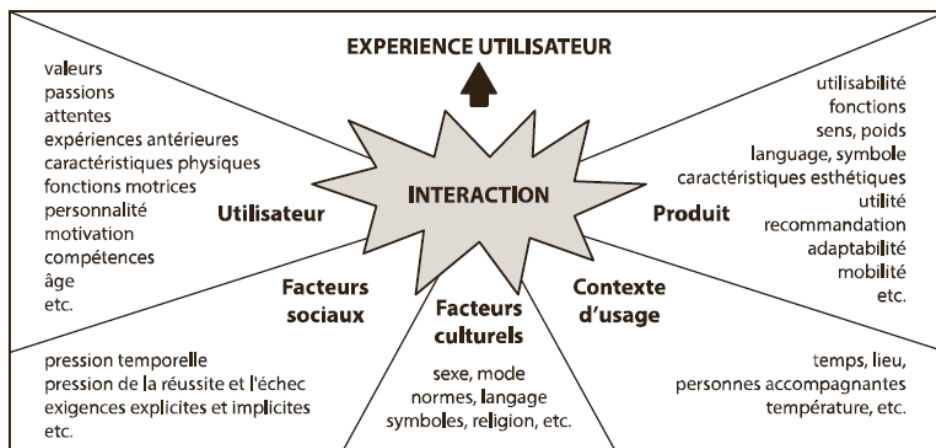 EXPERIENCE UTILISATEUR
valeurs
passions
attentes
expériences antérieures
caractéristiques physiques
fonctions motrices
personnalité
motivation
compétences
âge
etc.
Utilisateur
INTERACTION
utilisabilité
fonctions
sens, poids
language, symbole
caractéristiques esthétiques
utilité
recommandation
adaptabilité
mobilité
etc.
Produit
Facteurs
sociaux
pression temporelle
pression de la réussite et l'échec
exigences explicites et implicites
etc.
Facteurs
culturels
sexe, mode
normes, langage
symboles, religion, etc.
Contexte
d'usage
temps, lieu,
personnes accompagnantes
température, etc.